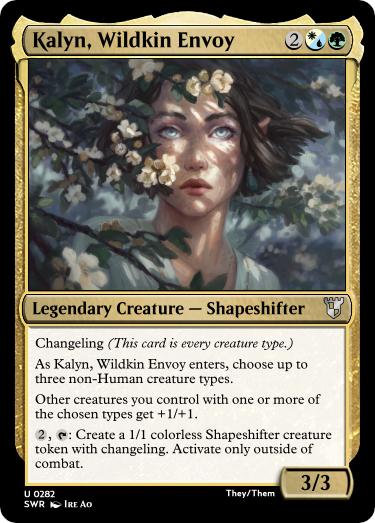 Kalyn, Wildkin Envoy 2
Legendary Creature — Shapeshifter
Changeling (This card is every creature type.)
As Kalyn, Wildkin Envoy enters, choose up to
three non-Human creature types.
Other creatures you control with one or more of
the chosen types get +1/+1.
2, : Create a 1/1 colorless Shapeshifter creature
token with changeling. Activate only outside of
combat.
3/3
U 0282 They/Them
SWR Ire Ao